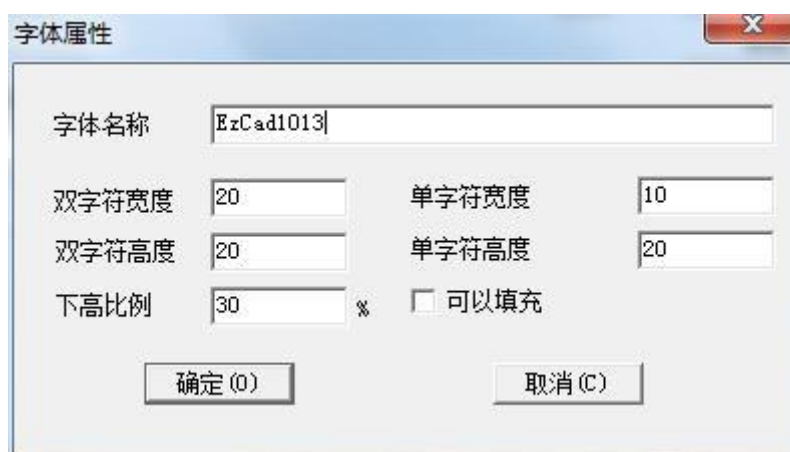 字体属性
字体名称 EzCad1013
双字符宽度 20 单字符宽度 10
双字符高度 20 单字符高度 20
下高比例 30 % 可以填充
确定(O) 取消(C)